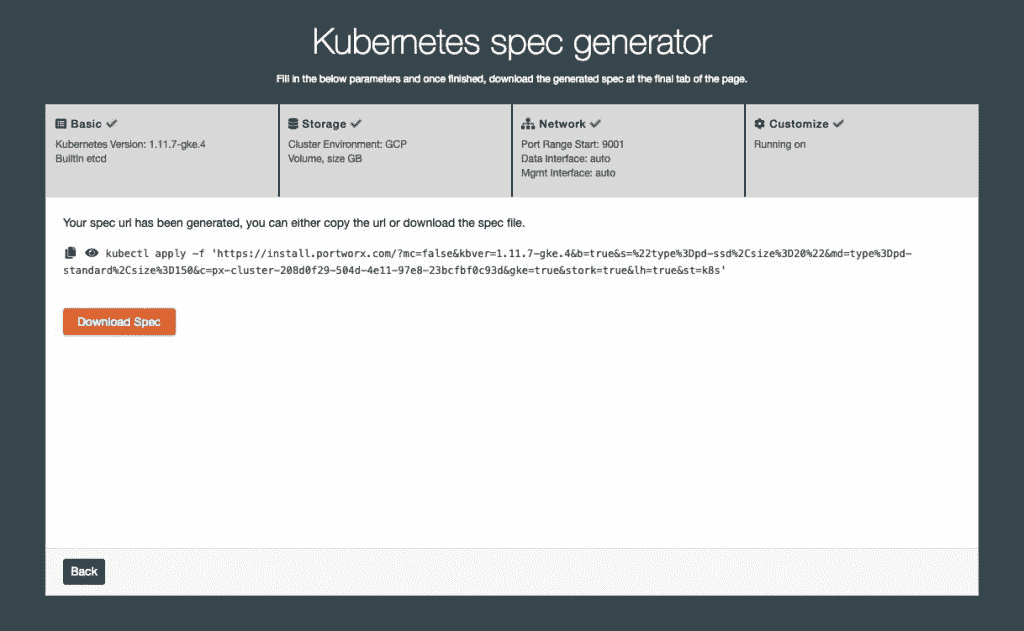 Kubernetes spec generator
Fill in the below parameters and once finished, download the generated spec at the final tab of the page.
Basic
Kubernetes Version: 1.11.7-gke.4
Builtin etcd
Storage
Cluster Environment: GCP
Volume, size GB
Network
Port Range Start: 9001
Data Interface: auto
Mgmt Interface: auto
Customize
Running on
Your spec url has been generated, you can either copy the url or download the spec file.
kubectl apply -f 'https://install.portworx.com/?mc=false&kbver=1.11.7-gke.4&b=true&s=%22type%3Dpd-ssd%2Csize%3D20%22&md=type%3Dpd-
standard%2Csize%3D150&c=px-cluster-208d0f29-504d-4e11-97e8-23bcfbf0c93d&gke=true&stork=true&lh=true&st=k8s'
Download Spec
Back